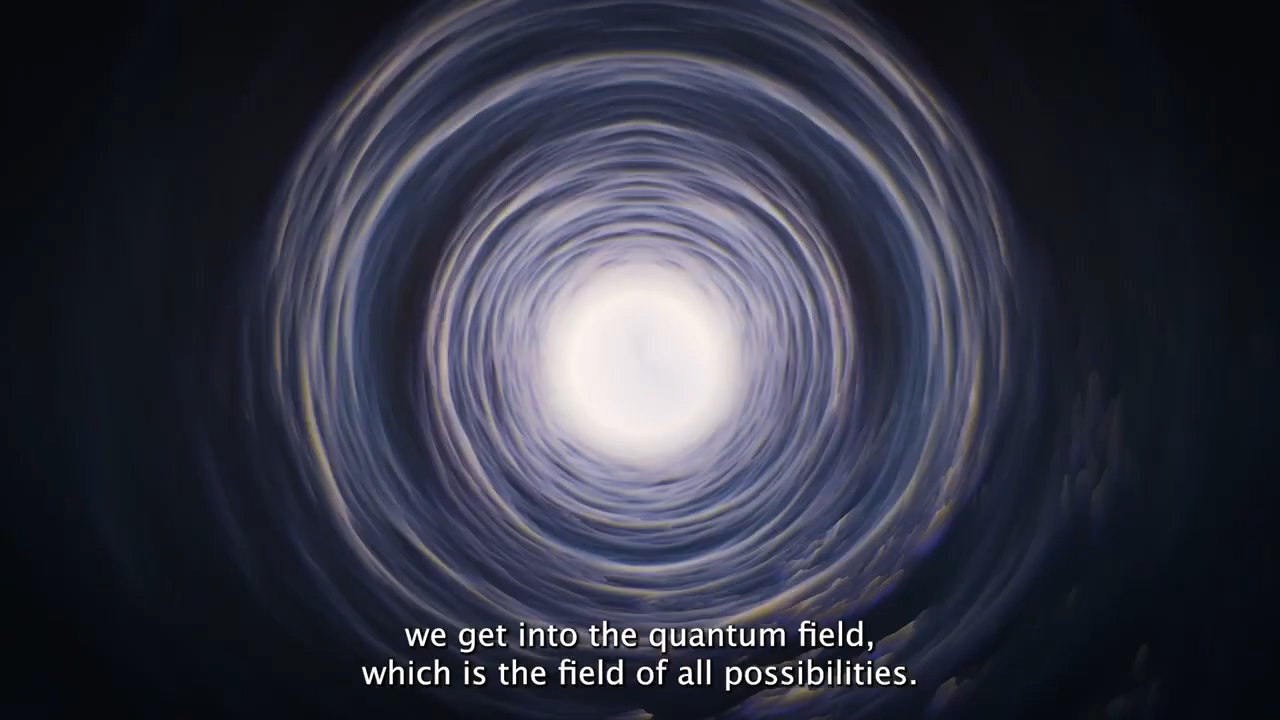 we get into the quantum field,
which is the field of all possibilities.